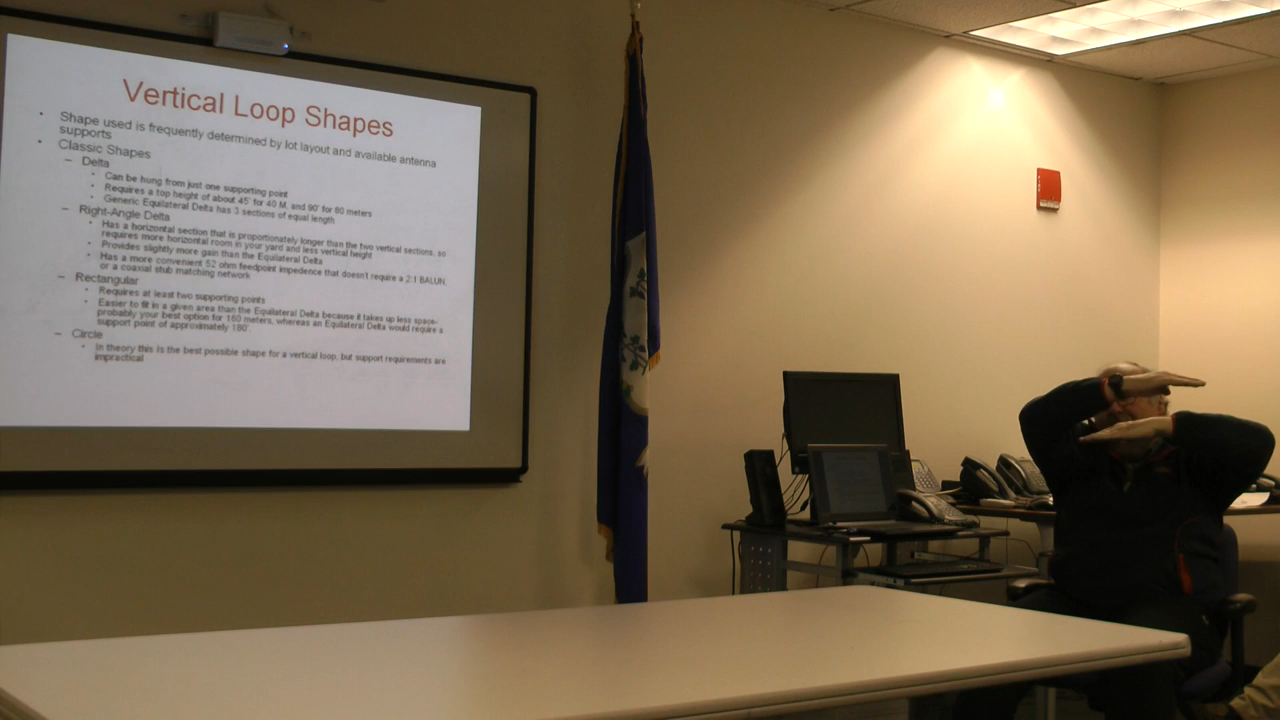 Vertical Loop Shapes
• Shape used is frequently determined by lot layout and available antenna
supports
• Classic Shapes
– Delta
• Can be hung from just one supporting point
• Requires a top height of about 45' for 40 M, and 90' for 80 meters
• Generic Equilateral Delta has 3 sections of equal length
– Right-Angle Delta
• Has a horizontal section that is proportionately longer than the two vertical sections, so
requires more horizontal room in your yard and less vertical height
• Provides slightly more gain than the Equilateral Delta
• Has a more convenient 52 ohm feedpoint impedence that doesn't require a 2:1 BALUN,
or a coaxial stub matching network
– Rectangular
• Requires at least two supporting points
• Easier to fit in a given area than the Equilateral Delta because it takes up less space-
probably your best option for 160 meters, whereas an Equilateral Delta would require a
support point of approximately 180'.
– Circle
• In theory this is the best possible shape for a vertical loop, but support requirements are
impractical